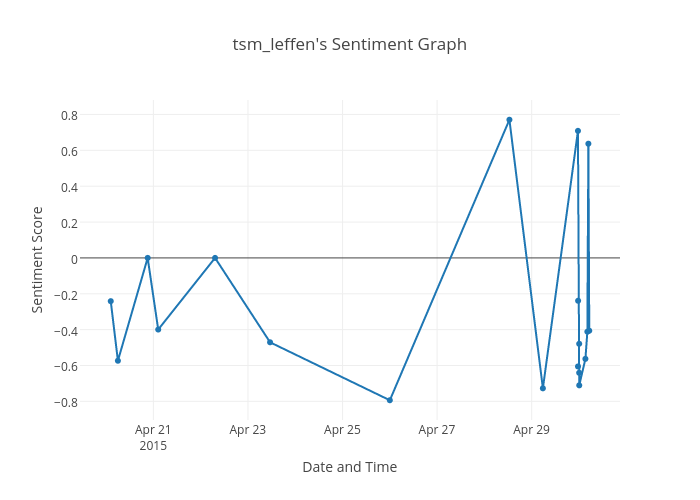 tsm_leffen's Sentiment Graph
0.8
0.6
0.4
0.2
0
−0.2
−0.4
−0.6
−0.8
Sentiment Score
Apr 21
2015
Apr 23
Apr 25
Apr 27
Apr 29
Date and Time